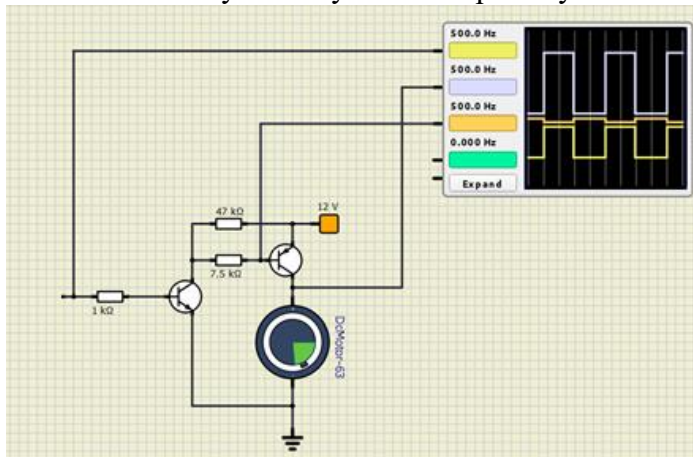 500.0 Hz
500.0 Hz
500.0 Hz
0.000 Hz
Expand
12 V
47 kΩ
7,5 kΩ
1 kΩ
DcMotor-63